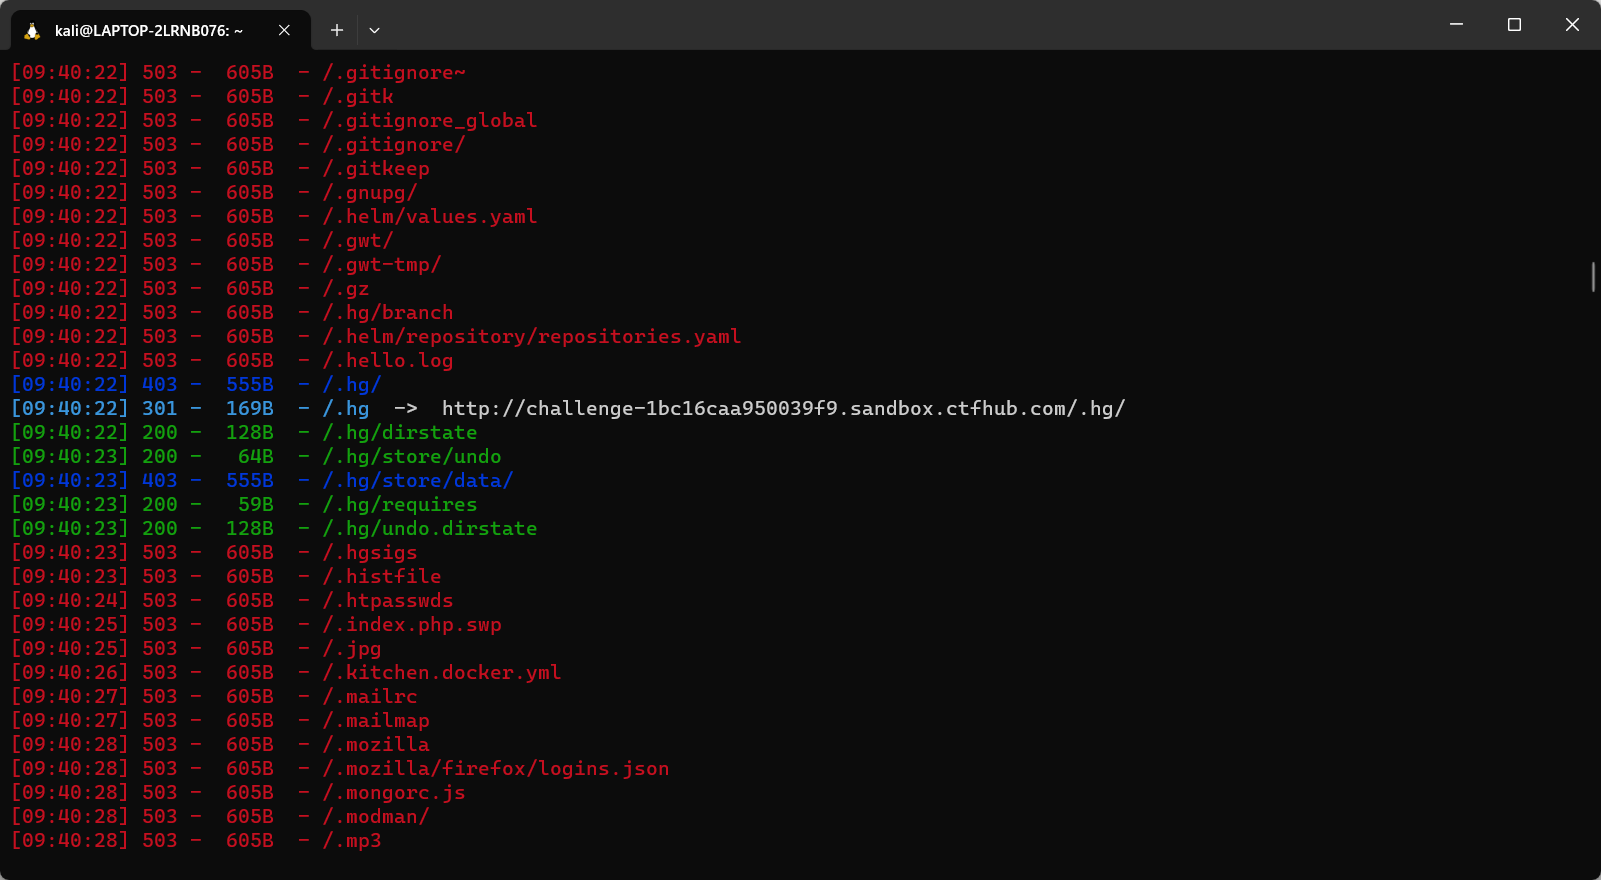 kali@LAPTOP-2LRNB076: ~
[09:40:22] 503 -  605B  - /.gitignore~
[09:40:22] 503 -  605B  - /.gitk
[09:40:22] 503 -  605B  - /.gitignore_global
[09:40:22] 503 -  605B  - /.gitignore/
[09:40:22] 503 -  605B  - /.gitkeep
[09:40:22] 503 -  605B  - /.gnupg/
[09:40:22] 503 -  605B  - /.helm/values.yaml
[09:40:22] 503 -  605B  - /.gwt/
[09:40:22] 503 -  605B  - /.gwt-tmp/
[09:40:22] 503 -  605B  - /.gz
[09:40:22] 503 -  605B  - /.hg/branch
[09:40:22] 503 -  605B  - /.helm/repository/repositories.yaml
[09:40:22] 503 -  605B  - /.hello.log
[09:40:22] 403 -  555B  - /.hg/
[09:40:22] 301 -  169B  - /.hg  ->  http://challenge-1bc16caa950039f9.sandbox.ctfhub.com/.hg/
[09:40:22] 200 -  128B  - /.hg/dirstate
[09:40:23] 200 -   64B  - /.hg/store/undo
[09:40:23] 403 -  555B  - /.hg/store/data/
[09:40:23] 200 -   59B  - /.hg/requires
[09:40:23] 200 -  128B  - /.hg/undo.dirstate
[09:40:23] 503 -  605B  - /.hgsigs
[09:40:23] 503 -  605B  - /.histfile
[09:40:24] 503 -  605B  - /.htpasswds
[09:40:25] 503 -  605B  - /.index.php.swp
[09:40:25] 503 -  605B  - /.jpg
[09:40:26] 503 -  605B  - /.kitchen.docker.yml
[09:40:27] 503 -  605B  - /.mailrc
[09:40:27] 503 -  605B  - /.mailmap
[09:40:28] 503 -  605B  - /.mozilla
[09:40:28] 503 -  605B  - /.mozilla/firefox/logins.json
[09:40:28] 503 -  605B  - /.mongorc.js
[09:40:28] 503 -  605B  - /.modman/
[09:40:28] 503 -  605B  - /.mp3